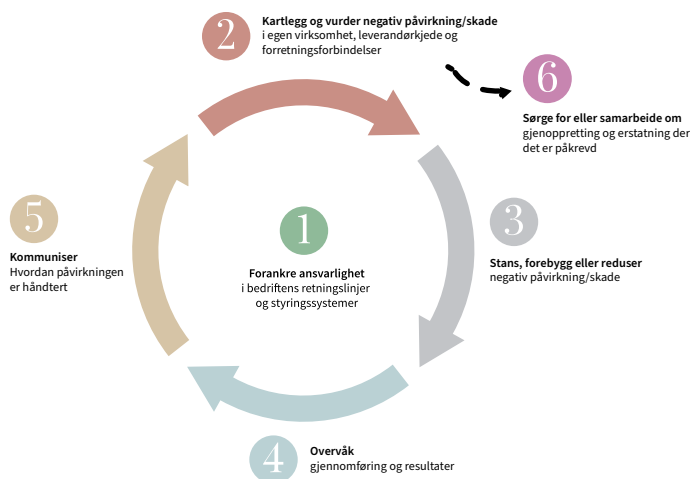 2
Kartlegg og vurder negativ påvirkning/skade
i egen virksomhet, leverandørkjede og
forretningsforbindelser
6
Sørge for eller samarbeide om
gjenoppretting og erstatning der
det er påkrevd
3
Stans, forebygg eller reduser
negativ påvirkning/skade
1
Forankre ansvarlighet
i bedriftens retningslinjer
og styringssystemer
5
Kommuniser
Hvordan påvirkningen
er håndtert
4
Overvåk
gjennomføring og resultater